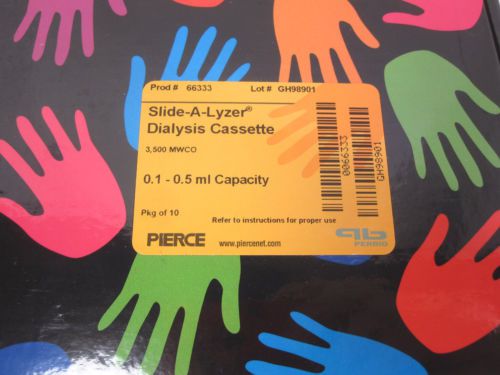 Prod # 66333 Lot # GH98901
Slide-A-Lyzer®
Dialysis Cassette
3,500 MWCO
0.1 - 0.5 ml Capacity
0066333
GH98901
Pkg of 10
Refer to instructions for proper use
PIERCE www.piercenet.com
PERBIO